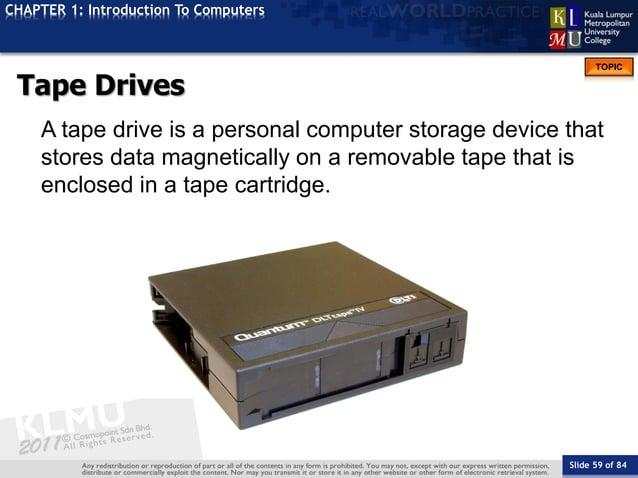 CHAPTER 1: Introduction To Computers
REALWORLDPRACTICE
KL
MU
Kuala Lumpur
Metropolitan
University
College
TOPIC
Tape Drives
A tape drive is a personal computer storage device that
stores data magnetically on a removable tape that is
enclosed in a tape cartridge.
Quantum DLTtape IV
DLT
KLMU
2011 © Cosmopoint Sdn Bhd.
All Rights Reserved.
Any redistribution or reproduction of part or all of the contents in any form is prohibited. You may not, except with our express written permission,
distribute or commercially exploit the content. Nor may you transmit it or store it in any other website or other form of electronic retrieval system.
Slide 59 of 84